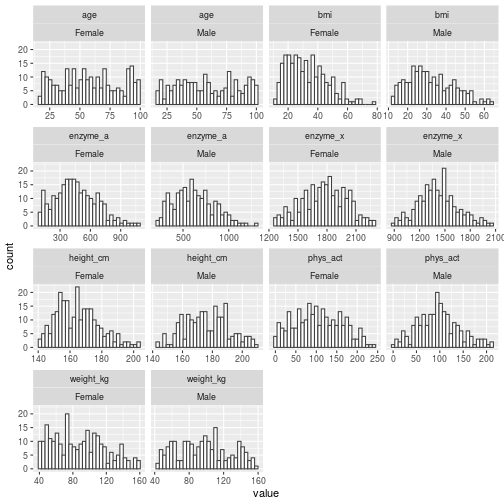 age age bmi bmi
Female Male Female Male
20
15
10
5
0
25 50 75 100 25 50 75 100 20 40 60 80 10 20 30 40 50 60
enzyme_a enzyme_a enzyme_x enzyme_x
Female Male Female Male
20
15
10
5
0
300 600 900 500 1000 1200 1500 1800 2100 900 1200 1500 1800 2100
count
height_cm height_cm phys_act phys_act
Female Male Female Male
20
15
10
5
0
140 160 180 200 140 160 180 200 0 50 100 150 200 250 0 50 100 150 200
weight_kg weight_kg
Female Male
20
15
10
5
0
40 80 120 160 40 80 120 160
value